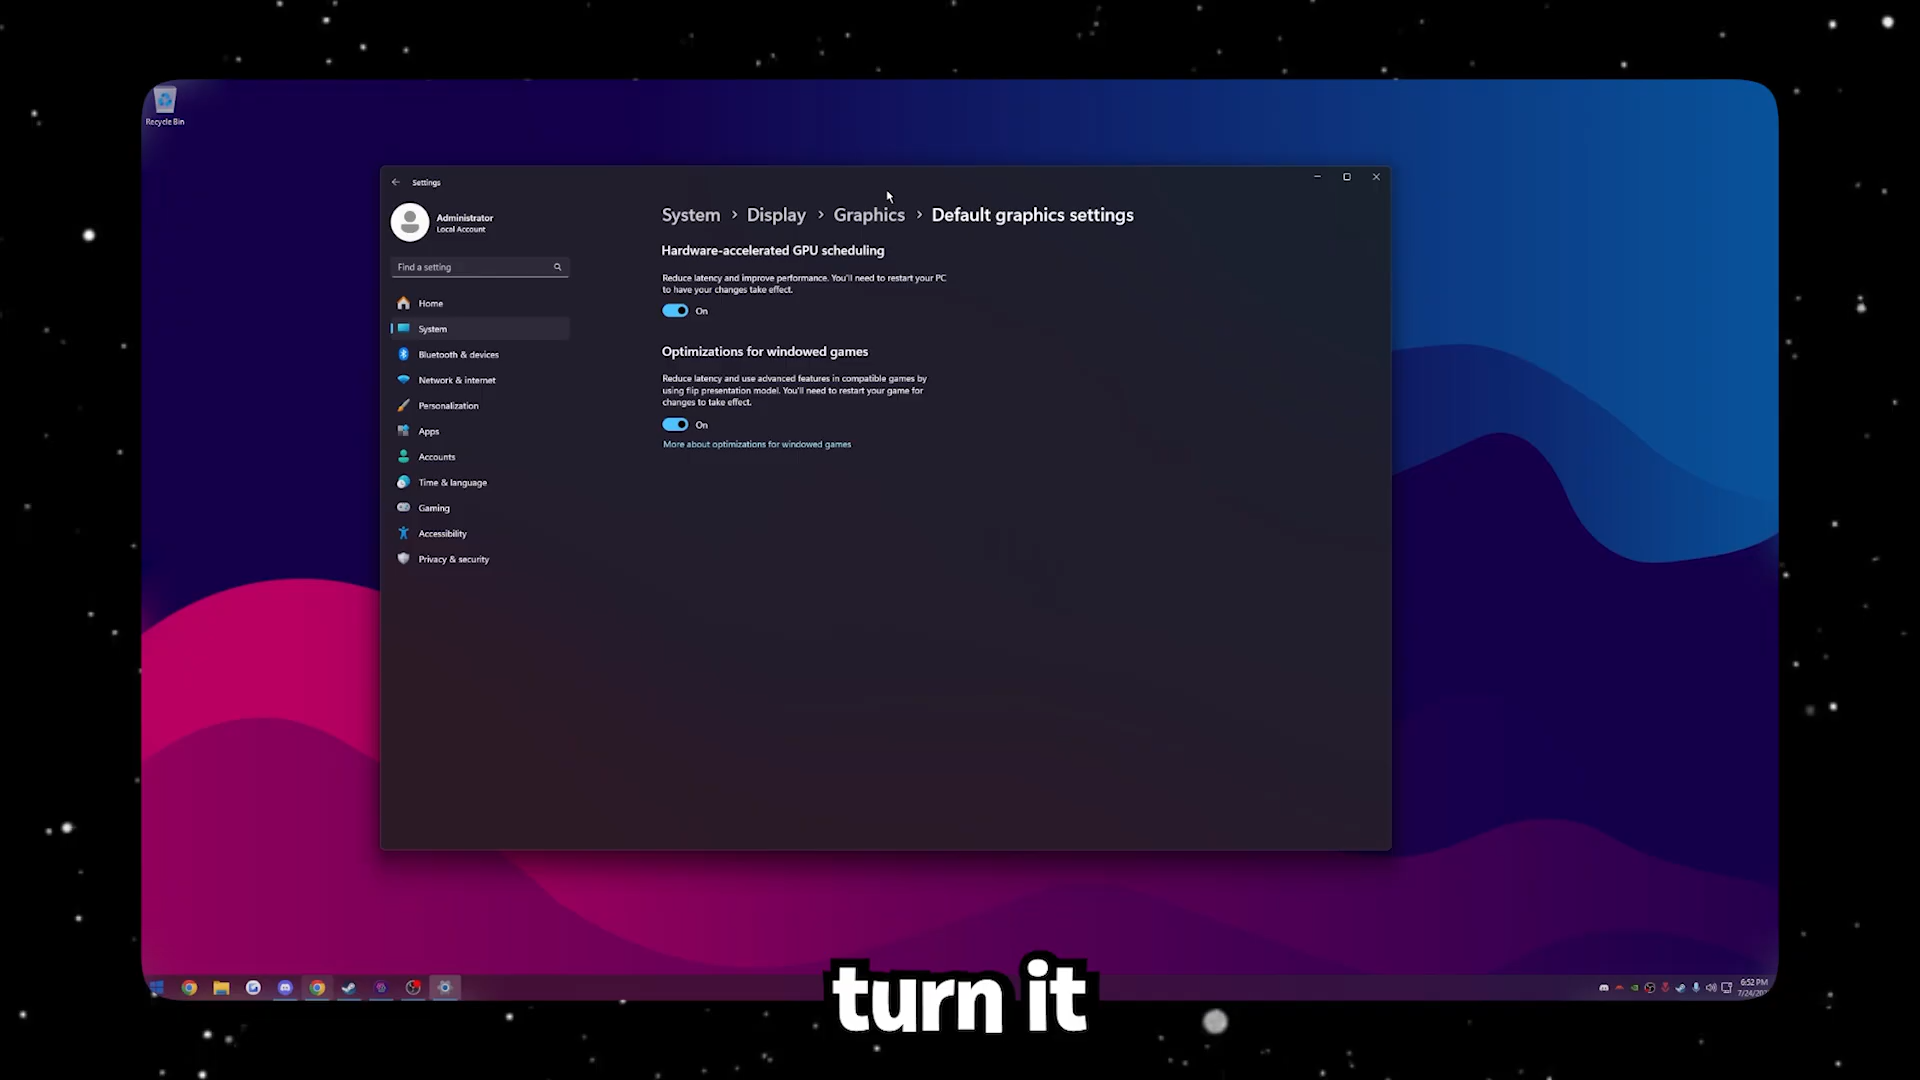 Recycle Bin
Settings
Administrator
Local Account
Find a setting
Home
System
Bluetooth & devices
Network & internet
Personalization
Apps
Accounts
Time & language
Gaming
Accessibility
Privacy & security
System > Display > Graphics > Default graphics settings
Hardware-accelerated GPU scheduling
Reduce latency and improve performance. You'll need to restart your PC
to have your changes take effect.
On
Optimizations for windowed games
Reduce latency and use advanced features in compatible games by
using flip presentation model. You'll need to restart your game for
changes to take effect.
On
More about optimizations for windowed games
turn it
6:52 PM
7/24/20